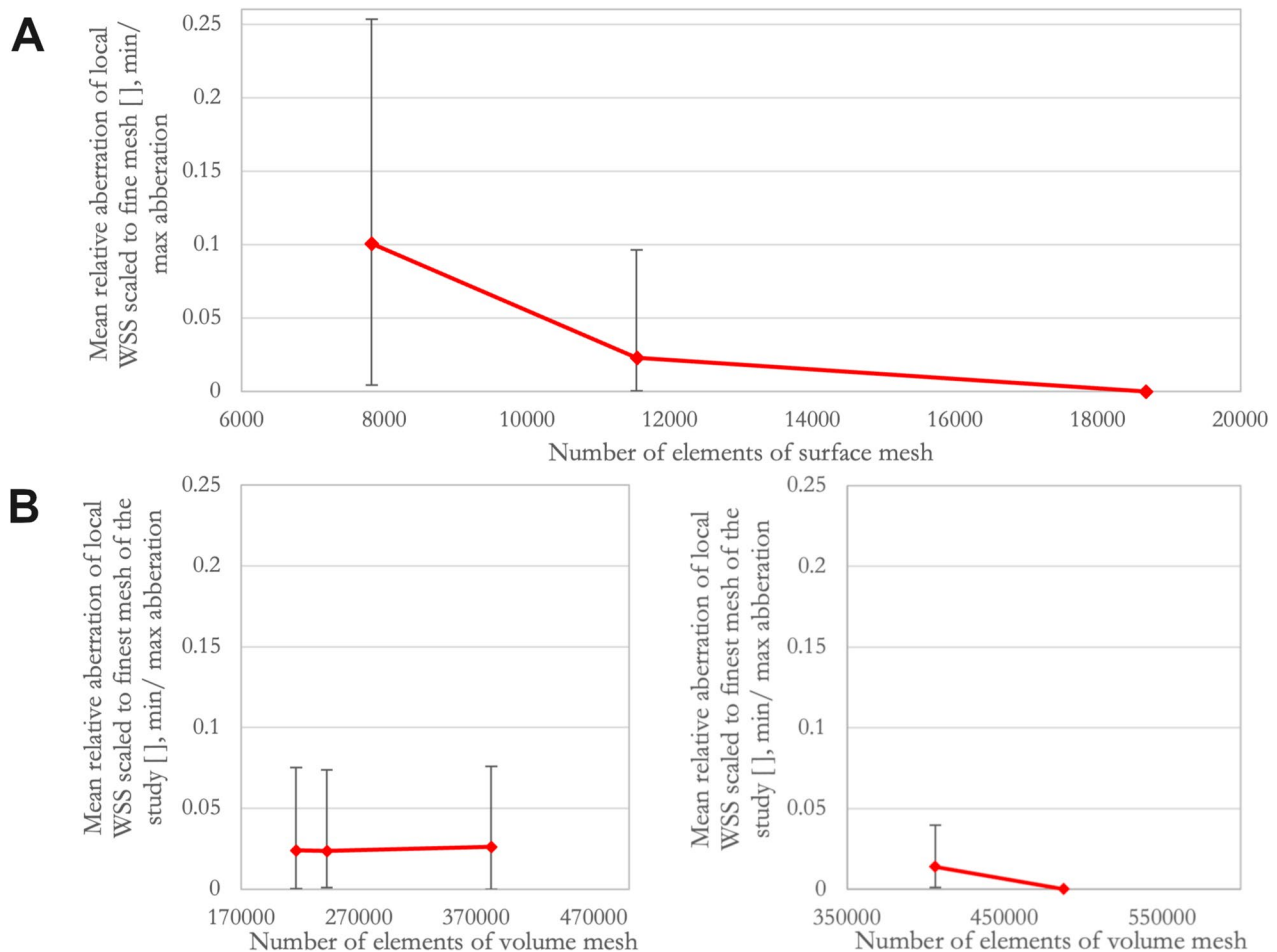 A
Mean relative aberration of local
WSS scaled to fine mesh [ ], min/
max abberation
0.25
0.2
0.15
0.1
0.05
0
6000 8000 10000 12000 14000 16000 18000 20000
Number of elements of surface mesh
B
Mean relative aberration of local
WSS scaled to finest mesh of the
study [ ], min/ max abberation
0.25
0.2
0.15
0.1
0.05
0
170000 270000 370000 470000
Number of elements of volume mesh
Mean relative aberration of local
WSS scaled to finest mesh of the
study [ ], min/ max abberation
0.25
0.2
0.15
0.1
0.05
0
350000 450000 550000
Number of elements of volume mesh